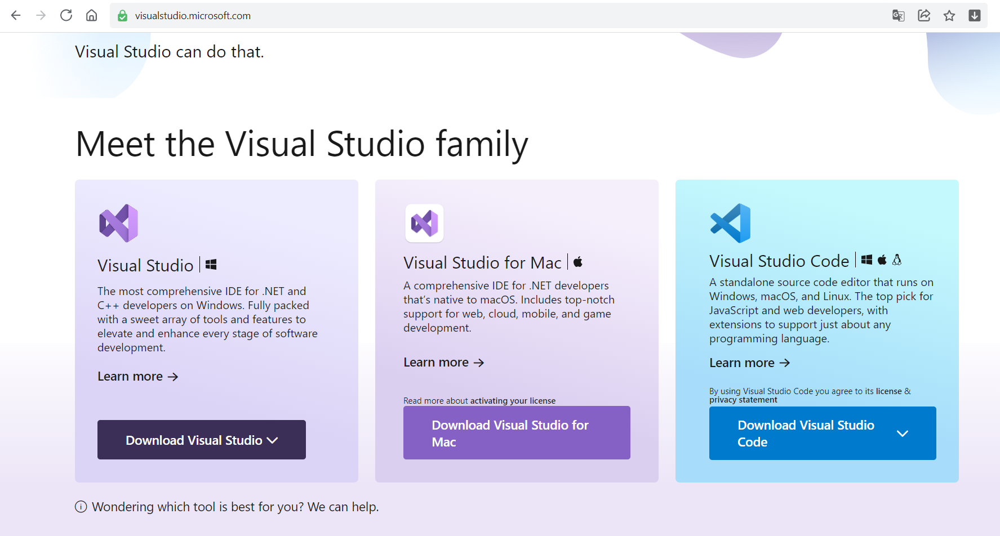 visualstudio.microsoft.com
Visual Studio can do that.
Meet the Visual Studio family
Visual Studio
The most comprehensive IDE for .NET and
C++ developers on Windows. Fully packed
with a sweet array of tools and features to
elevate and enhance every stage of software
development.
Learn more
Download Visual Studio
Visual Studio for Mac
A comprehensive IDE for .NET developers
that’s native to macOS. Includes top-notch
support for web, cloud, mobile, and game
development.
Learn more
Read more about activating your license
Download Visual Studio for
Mac
Visual Studio Code
A standalone source code editor that runs on
Windows, macOS, and Linux. The top pick for
JavaScript and web developers, with
extensions to support just about any
programming language.
Learn more
By using Visual Studio Code you agree to its license &
privacy statement
Download Visual Studio
Code
Wondering which tool is best for you? We can help.